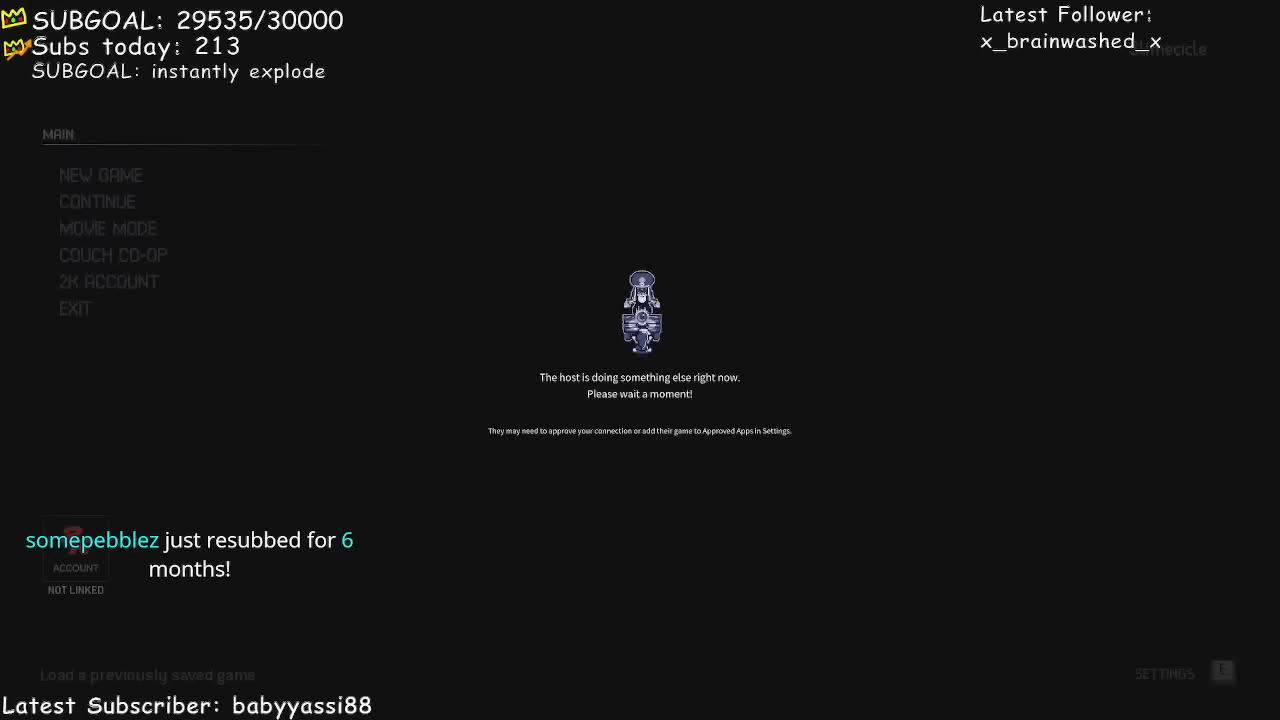 SUBGOAL: 29535/30000
Subs today: 213
SUBGOAL: instantly explode
Latest Follower:
x_brainwashed_x
Slimecicle
MAIN:
NEW GAME
CONTINUE
MOVIE MODE
COUCH CO-OP
2K ACCOUNT
EXIT
The host is doing something else right now.
Please wait a moment!
They may need to approve your connection or add their game to Approved Apps in Settings.
somepebblez just resubbed for 6
months!
ACCOUNT
NOT LINKED
Load a previously saved game
SETTINGS E
Latest Subscriber: babyyassi88